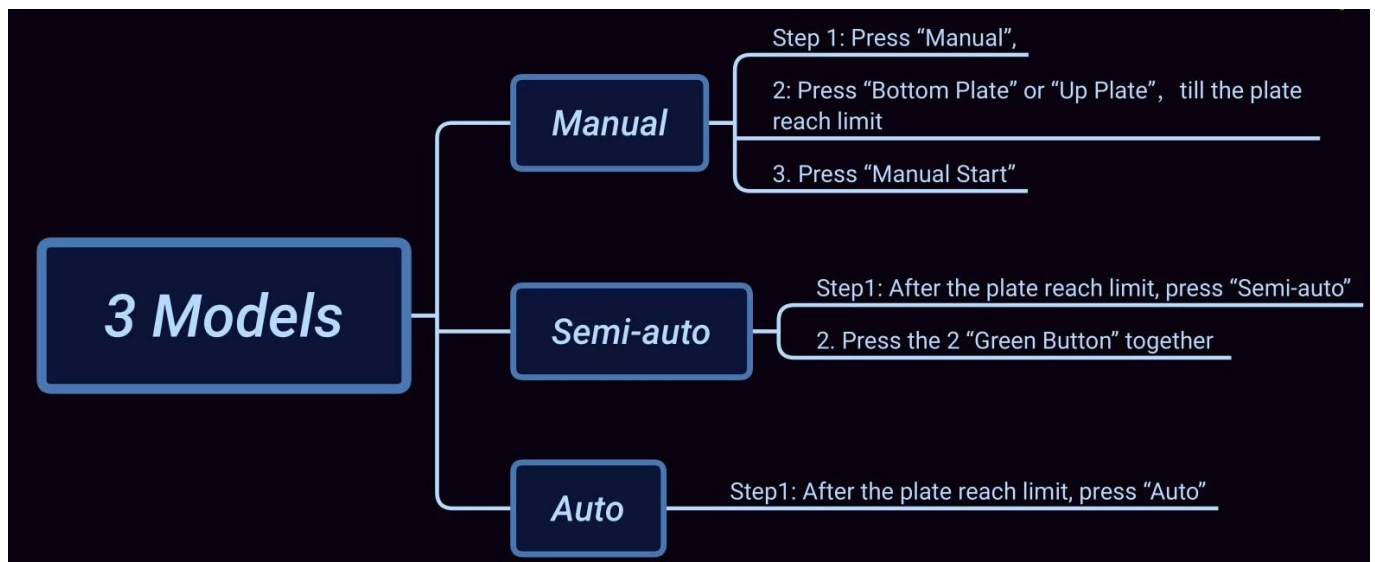 3 Models
Manual
Step 1: Press “Manual”,
2: Press “Bottom Plate” or “Up Plate”，till the plate
reach limit
3. Press “Manual Start”
Semi-auto
Step1: After the plate reach limit, press “Semi-auto”
2. Press the 2 “Green Button” together
Auto
Step1: After the plate reach limit, press “Auto”